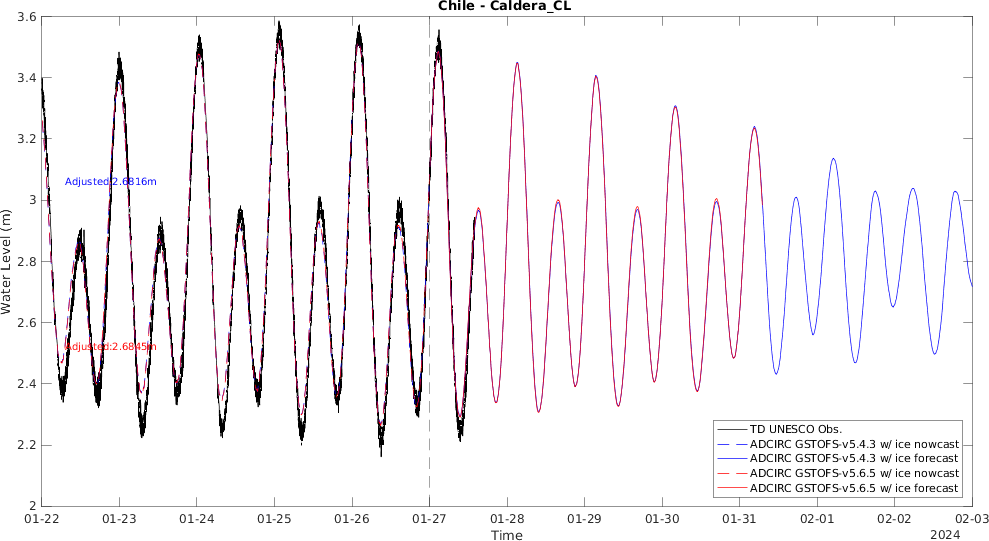 Chile - Caldera_CL
3.6
3.4
3.2
3
2.8
2.6
2.4
2.2
2
Water Level (m)
Adjusted:2.6816m
Adjusted:2.6845m
TD UNESCO Obs.
ADCIRC GSTOFS-v5.4.3 w/ ice nowcast
ADCIRC GSTOFS-v5.4.3 w/ ice forecast
ADCIRC GSTOFS-v5.6.5 w/ ice nowcast
ADCIRC GSTOFS-v5.6.5 w/ ice forecast
01-22 01-23 01-24 01-25 01-26 01-27 01-28 01-29 01-30 01-31 02-01 02-02 02-03
Time
2024